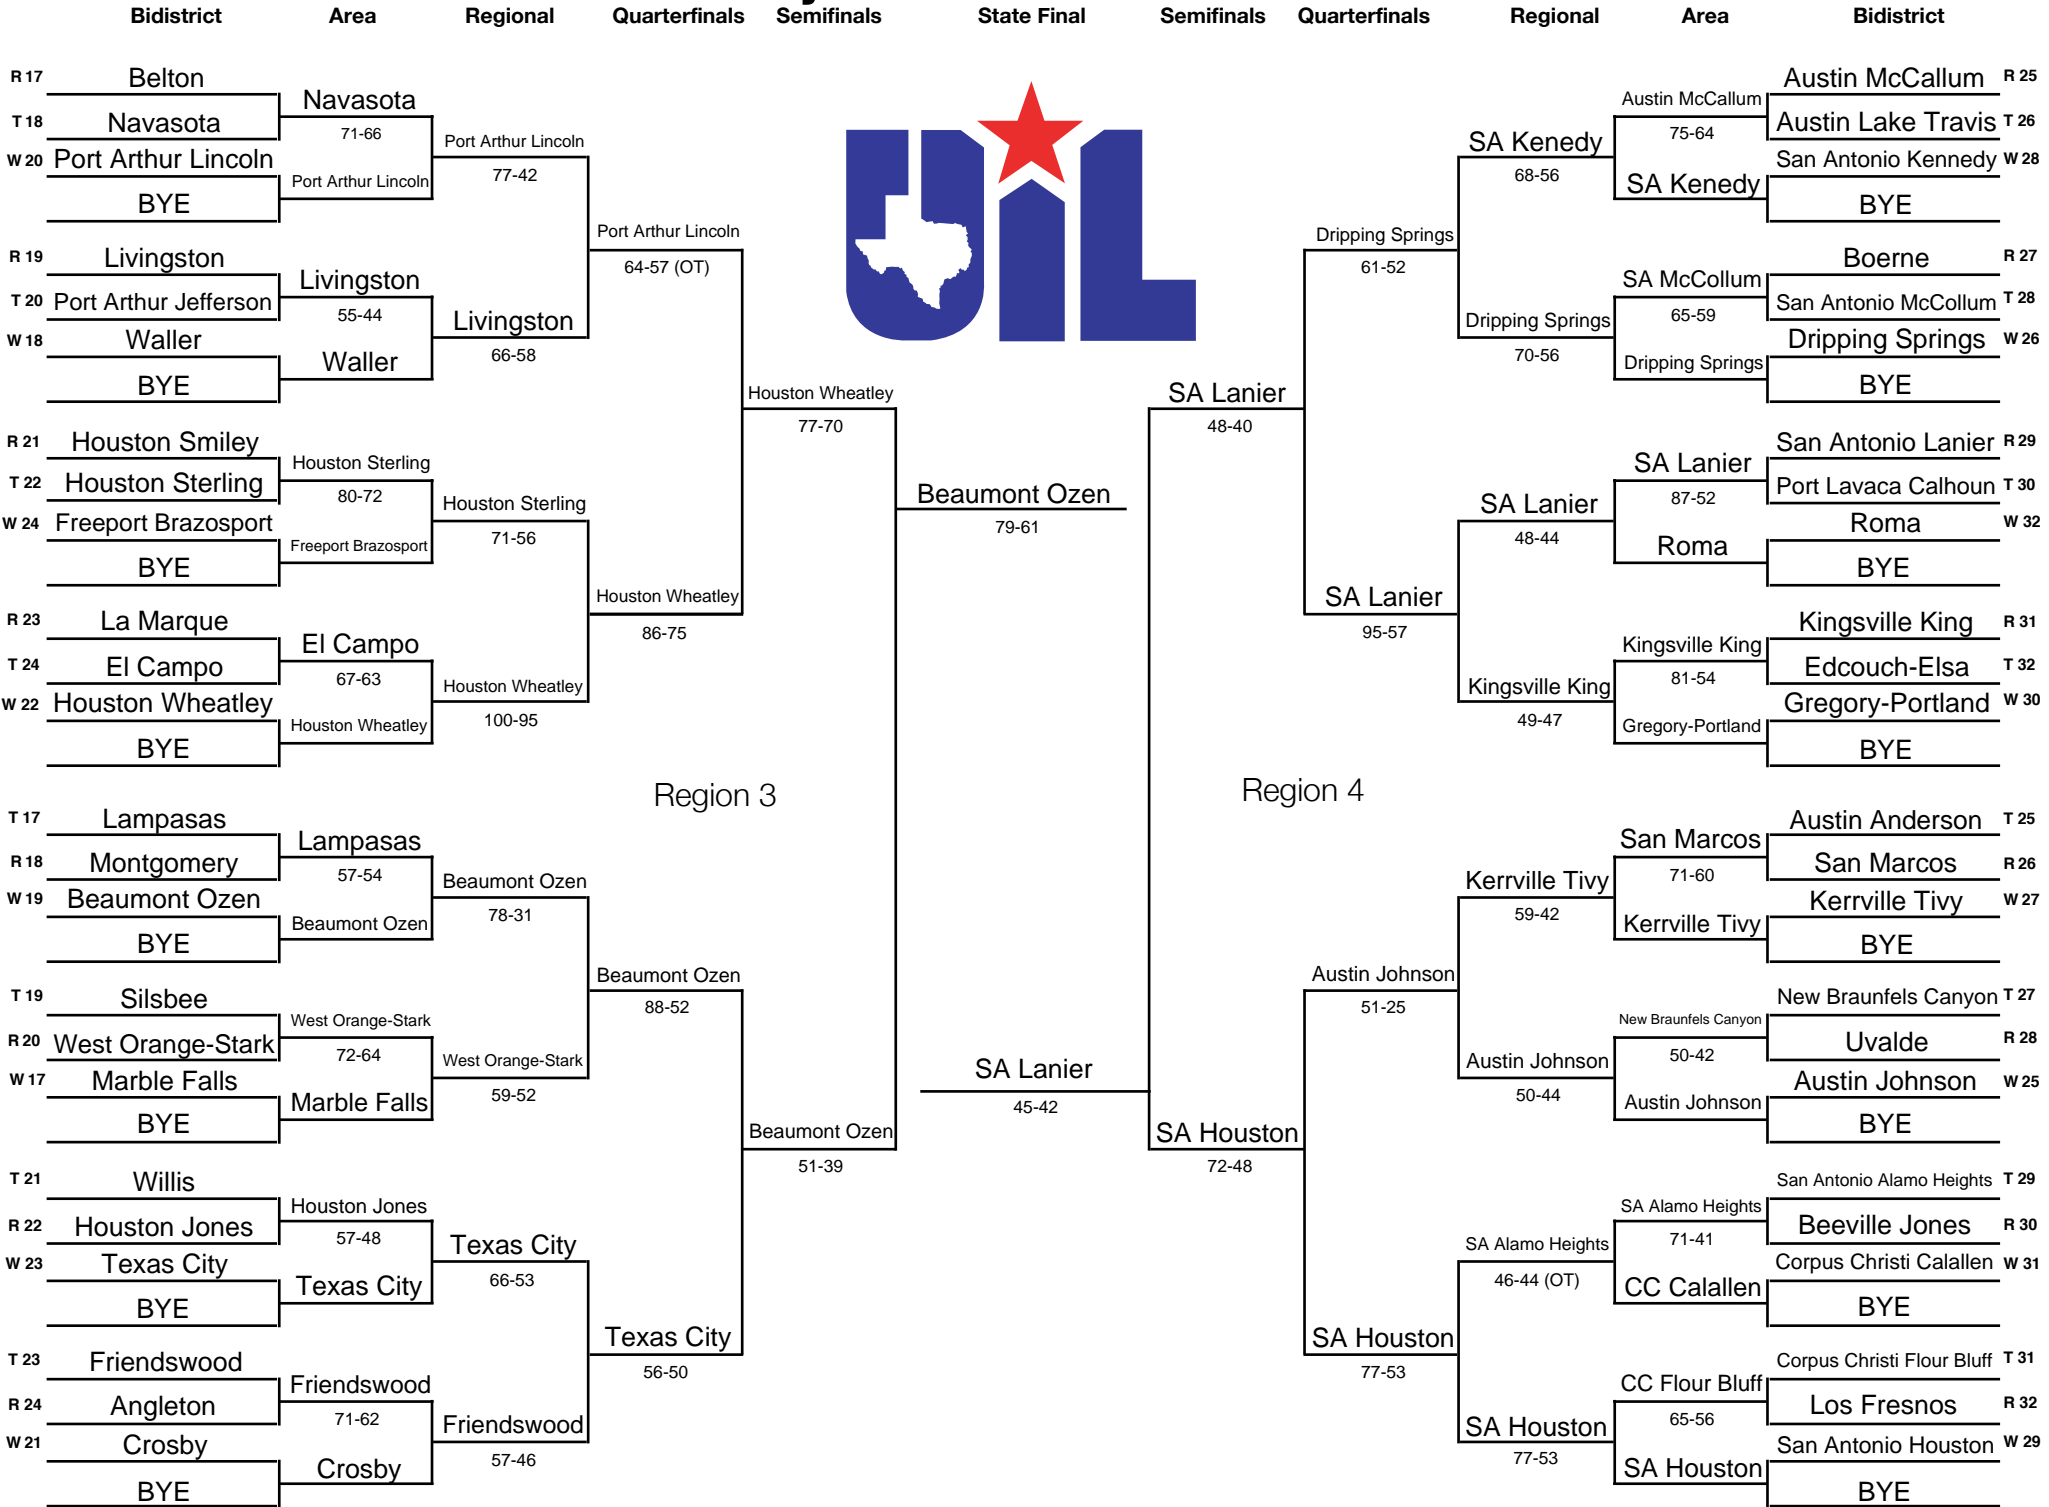 Bidistrict Area Regional Quarterfinals Semifinals State Final Semifinals Quarterfinals Regional Area Bidistrict
R 17 Belton
Navasota
T 18 Navasota
71-66
Port Arthur Lincoln
W 20 Port Arthur Lincoln
77-42
Port Arthur Lincoln
BYE
Port Arthur Lincoln
64-57 (OT)
R 19 Livingston
Livingston
T 20 Port Arthur Jefferson
55-44
Livingston
W 18 Waller
66-58
Waller
BYE
Houston Wheatley
77-70
R 21 Houston Smiley
Houston Sterling
T 22 Houston Sterling
80-72
Houston Sterling
W 24 Freeport Brazosport
71-56
Freeport Brazosport
BYE
Houston Wheatley
86-75
R 23 La Marque
El Campo
T 24 El Campo
67-63
Houston Wheatley
W 22 Houston Wheatley
100-95
Houston Wheatley
BYE
Region 3
Beaumont Ozen
79-61
T 17 Lampasas
Lampasas
R 18 Montgomery
57-54
Beaumont Ozen
W 19 Beaumont Ozen
78-31
Beaumont Ozen
BYE
Beaumont Ozen
88-52
T 19 Silsbee
West Orange-Stark
R 20 West Orange-Stark
72-64
West Orange-Stark
W 17 Marble Falls
59-52
Marble Falls
BYE
Beaumont Ozen
51-39
T 21 Willis
Houston Jones
R 22 Houston Jones
57-48
Texas City
W 23 Texas City
66-53
Texas City
BYE
Texas City
56-50
T 23 Friendswood
Friendswood
R 24 Angleton
71-62
Friendswood
W 21 Crosby
57-46
Crosby
BYE
UIL
Austin McCallum R 25
Austin McCallum
Austin Lake Travis T 26
75-64
SA Kenedy
San Antonio Kennedy W 28
68-56
SA Kenedy
BYE
Dripping Springs
61-52
Boerne R 27
SA McCollum
San Antonio McCollum T 28
65-59
Dripping Springs
Dripping Springs W 26
70-56
Dripping Springs
BYE
SA Lanier
48-40
San Antonio Lanier R 29
SA Lanier
Port Lavaca Calhoun T 30
87-52
SA Lanier
Roma W 32
48-44
Roma
BYE
SA Lanier
95-57
Kingsville King R 31
Kingsville King
Edcouch-Elsa T 32
81-54
Kingsville King
Gregory-Portland W 30
49-47
Gregory-Portland
BYE
Region 4
SA Lanier
45-42
Austin Anderson T 25
San Marcos
San Marcos R 26
71-60
Kerrville Tivy
Kerrville Tivy W 27
59-42
Kerrville Tivy
BYE
Austin Johnson
51-25
New Braunfels Canyon T 27
New Braunfels Canyon
Uvalde R 28
50-42
Austin Johnson
Austin Johnson W 25
50-44
Austin Johnson
BYE
SA Houston
72-48
San Antonio Alamo Heights T 29
SA Alamo Heights
Beeville Jones R 30
71-41
SA Alamo Heights
Corpus Christi Calallen W 31
46-44 (OT)
CC Calallen
BYE
SA Houston
77-53
Corpus Christi Flour Bluff T 31
CC Flour Bluff
Los Fresnos R 32
65-56
SA Houston
San Antonio Houston W 29
77-53
SA Houston
BYE